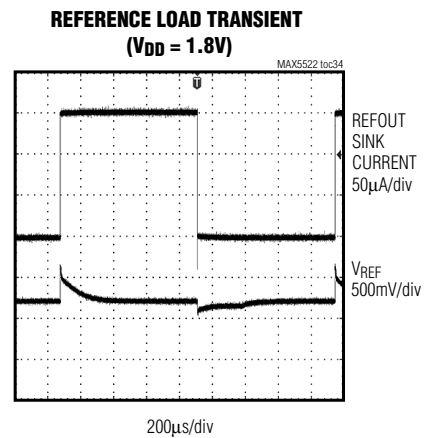 REFERENCE LOAD TRANSIENT
(VDD = 1.8V)
MAX5522 toc34
T
REFOUT
SINK
CURRENT
50µA/div
VREF
500mV/div
200µs/div